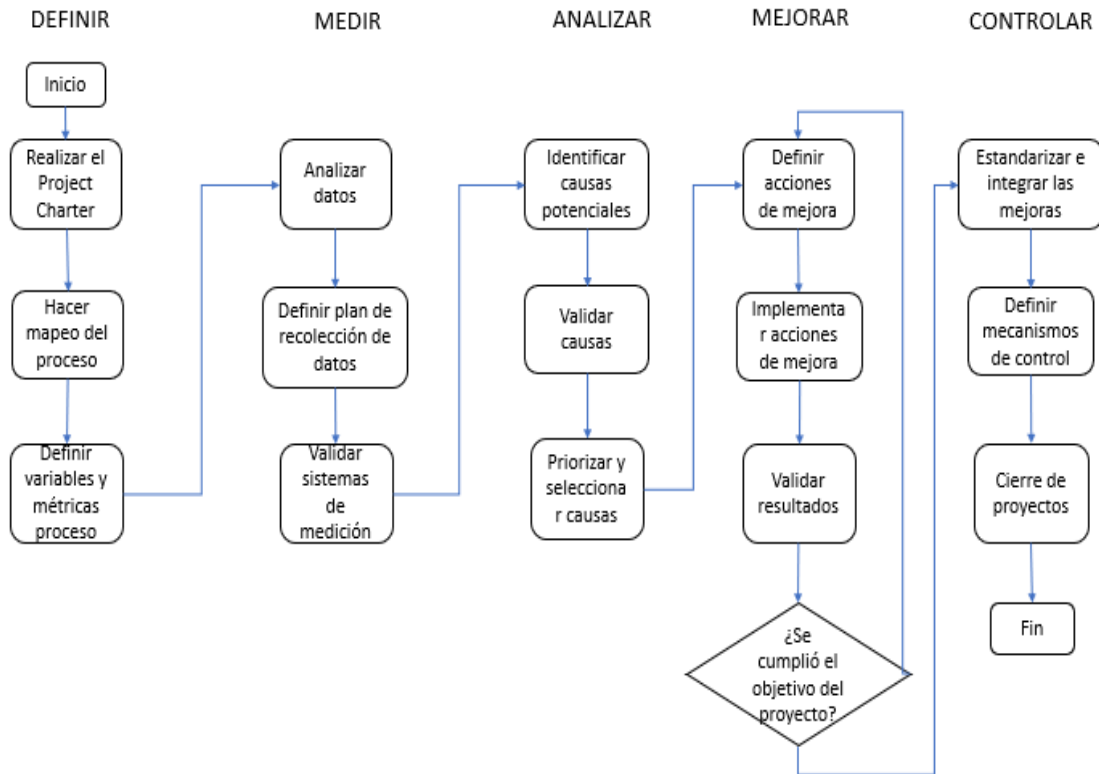 DEFINIR
MEDIR
ANALIZAR
MEJORAR
CONTROLAR
Inicio
Realizar el
Project
Charter
Hacer
mapeo del
proceso
Definir
variables y
métricas
proceso
Analizar
datos
Definir plan de
recolección de
datos
Validar
sistemas
de
medición
Identificar
causas
potenciales
Validar
causas
Priorizar y
selecciona
r causas
Definir
acciones
de mejora
Implementa
r acciones
de mejora
Validar
resultados
¿Se
cumplió el
objetivo del
proyecto?
Estandarizar e
integrar las
mejoras
Definir
mecanismos
de control
Cierre de
proyectos
Fin